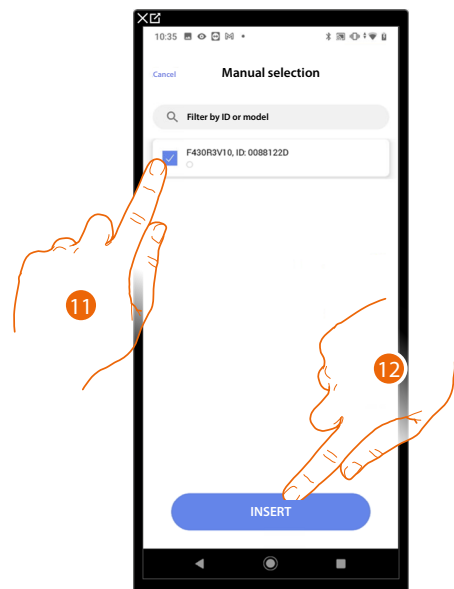 10:35
Cancel
Manual selection
Filter by ID or model
F430R3V10, ID: 0088122D
11
12
INSERT